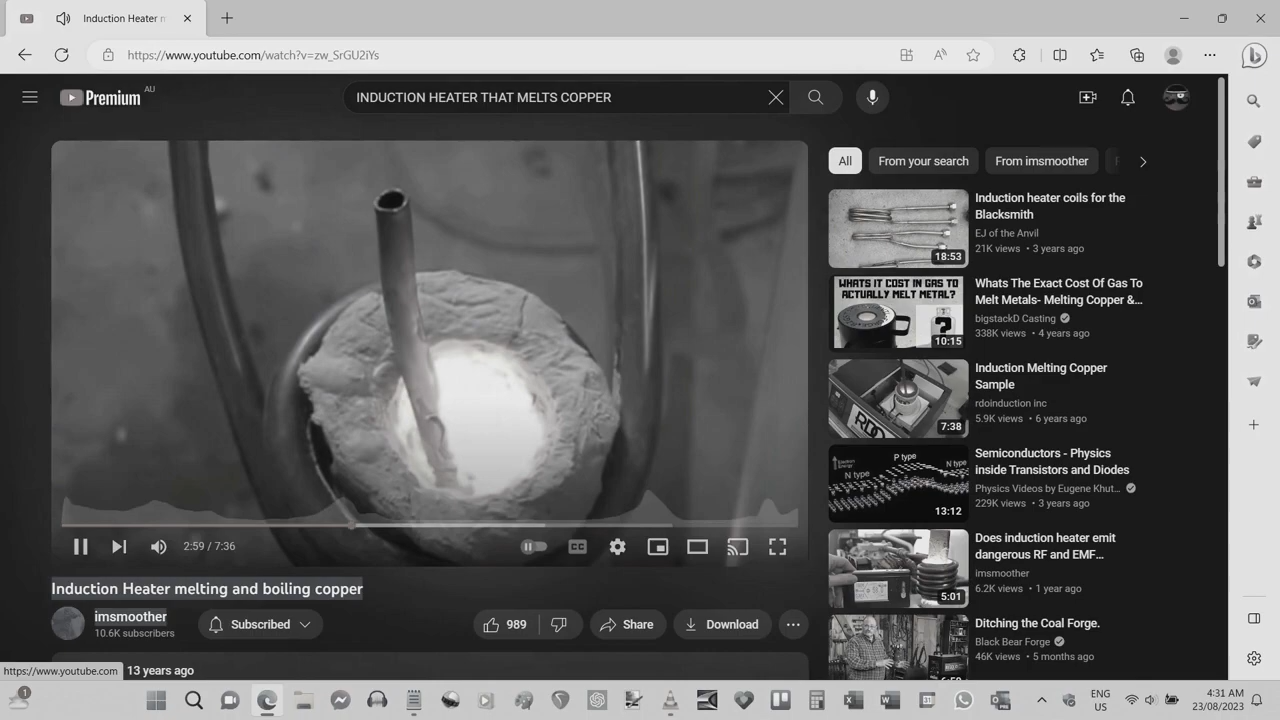 Induction Heater n
https://www.youtube.com/watch?v=zw_SrGU2iYs
Premium AU
INDUCTION HEATER THAT MELTS COPPER
All
From your search
From imsmoother
Induction heater coils for the
Blacksmith
EJ of the Anvil
21K views • 3 years ago
18:53
WHATS IT COST IN GAS TO
ACTUALLY MELT METAL?
?
10:15
Whats The Exact Cost Of Gas To
Melt Metals- Melting Copper &...
bigstackD Casting
338K views • 4 years ago
RDO
7:38
Induction Melting Copper
Sample
rdoinduction inc
5.9K views • 6 years ago
N type
P type
N type
13:12
Semiconductors - Physics
inside Transistors and Diodes
Physics Videos by Eugene Khut...
229K views • 3 years ago
5:01
Does induction heater emit
dangerous RF and EMF...
imsmoother
6.2K views • 1 year ago
Ditching the Coal Forge.
Black Bear Forge
46K views • 5 months ago
2:59 / 7:36
CC
Induction Heater melting and boiling copper
imsmoother
10.6K subscribers
Subscribed
989
Share
Download
https://www.youtube.com
13 years ago
1
ENG
US
4:31 AM
23/08/2023